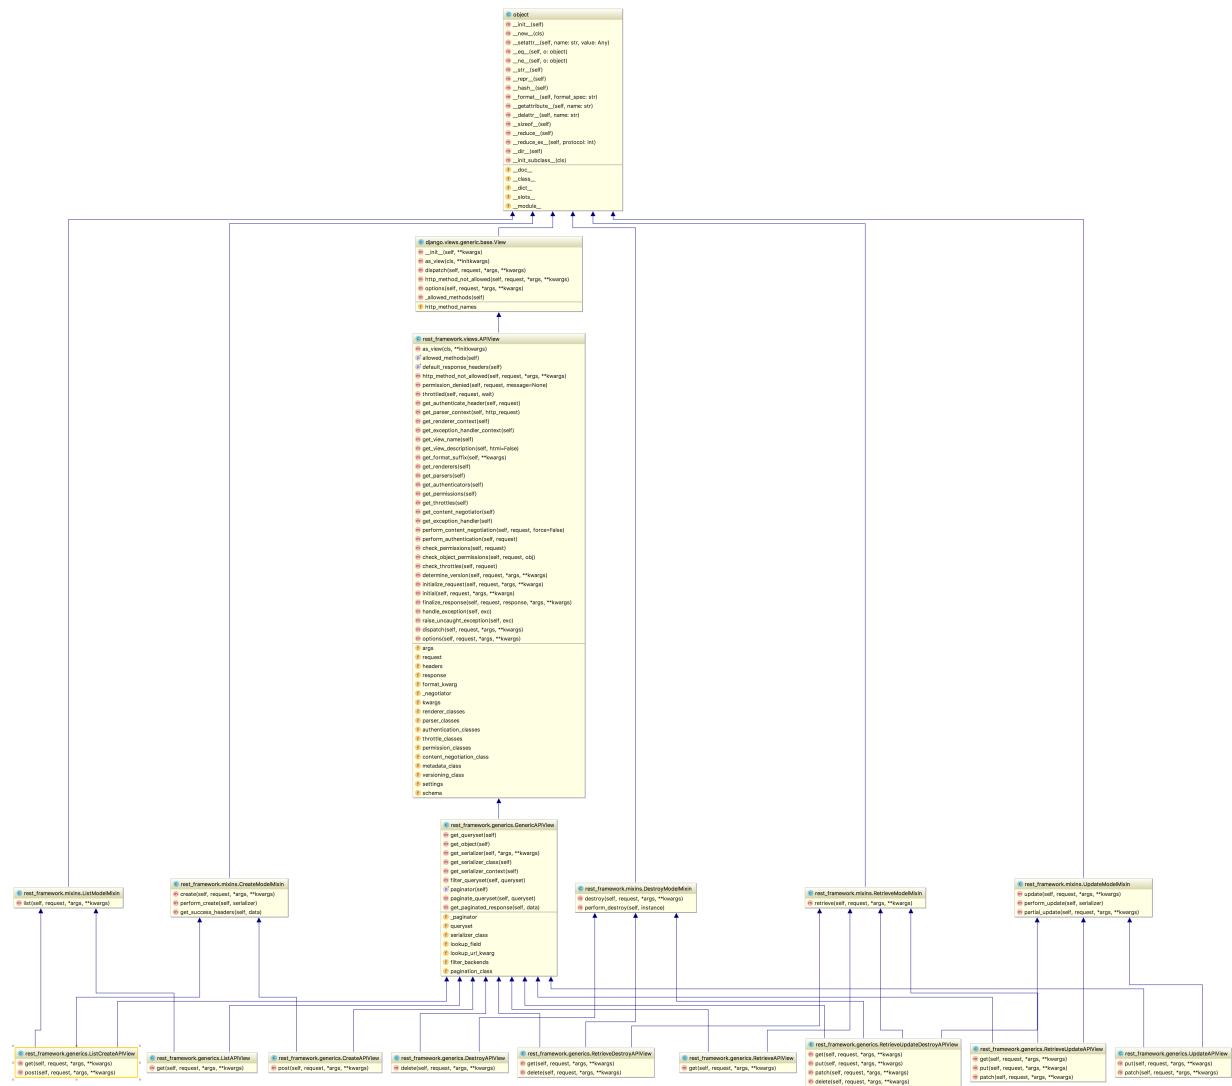 object
__init__(self)
__new__(cls)
__setattr__(self, name: str, value: Any)
__eq__(self, o: object)
__ne__(self, o: object)
__str__(self)
__repr__(self)
__hash__(self)
__format__(self, format_spec: str)
__getattribute__(self, name: str)
__delattr__(self, name: str)
__sizeof__(self)
__reduce__(self)
__reduce_ex__(self, protocol: int)
__dir__(self)
__init_subclass__(cls)
__doc__
__class__
__dict__
__slots__
__module__
django.views.generic.base.View
__init__(self, **kwargs)
as_view(cls, **initkwargs)
dispatch(self, request, *args, **kwargs)
http_method_not_allowed(self, request, *args, **kwargs)
options(self, request, *args, **kwargs)
_allowed_methods(self)
http_method_names
rest_framework.views.APIView
as_view(cls, **initkwargs)
allowed_methods(self)
default_response_headers(self)
http_method_not_allowed(self, request, *args, **kwargs)
permission_denied(self, request, message=None)
throttled(self, request, wait)
get_authenticate_header(self, request)
get_parser_context(self, http_request)
get_renderer_context(self)
get_exception_handler_context(self)
get_view_name(self)
get_view_description(self, html=False)
get_format_suffix(self, **kwargs)
get_renderers(self)
get_parsers(self)
get_authenticators(self)
get_permissions(self)
get_throttles(self)
get_content_negotiator(self)
get_exception_handler(self)
perform_content_negotiation(self, request, force=False)
perform_authentication(self, request)
check_permissions(self, request)
check_object_permissions(self, request, obj)
check_throttles(self, request)
determine_version(self, request, *args, **kwargs)
initialize_request(self, request, *args, **kwargs)
initial(self, request, *args, **kwargs)
finalize_response(self, request, response, *args, **kwargs)
handle_exception(self, exc)
raise_uncaught_exception(self, exc)
dispatch(self, request, *args, **kwargs)
options(self, request, *args, **kwargs)
args
request
headers
response
format_kwarg
_negotiator
kwargs
renderer_classes
parser_classes
authentication_classes
throttle_classes
permission_classes
content_negotiation_class
metadata_class
versioning_class
settings
schema
rest_framework.generics.GenericAPIView
get_queryset(self)
get_object(self)
get_serializer(self, *args, **kwargs)
get_serializer_class(self)
get_serializer_context(self)
filter_queryset(self, queryset)
paginator(self)
paginate_queryset(self, queryset)
get_paginated_response(self, data)
_paginator
queryset
serializer_class
lookup_field
lookup_url_kwarg
filter_backends
pagination_class
rest_framework.mixins.ListModelMixin
list(self, request, *args, **kwargs)
rest_framework.mixins.CreateModelMixin
create(self, request, *args, **kwargs)
perform_create(self, serializer)
get_success_headers(self, data)
rest_framework.mixins.DestroyModelMixin
destroy(self, request, *args, **kwargs)
perform_destroy(self, instance)
rest_framework.mixins.RetrieveModelMixin
retrieve(self, request, *args, **kwargs)
rest_framework.mixins.UpdateModelMixin
update(self, request, *args, **kwargs)
perform_update(self, serializer)
partial_update(self, request, *args, **kwargs)
rest_framework.generics.ListCreateAPIView
get(self, request, *args, **kwargs)
post(self, request, *args, **kwargs)
rest_framework.generics.ListAPIView
get(self, request, *args, **kwargs)
rest_framework.generics.CreateAPIView
post(self, request, *args, **kwargs)
rest_framework.generics.DestroyAPIView
delete(self, request, *args, **kwargs)
rest_framework.generics.RetrieveDestroyAPIView
get(self, request, *args, **kwargs)
delete(self, request, *args, **kwargs)
rest_framework.generics.RetrieveAPIView
get(self, request, *args, **kwargs)
rest_framework.generics.RetrieveUpdateDestroyAPIView
get(self, request, *args, **kwargs)
put(self, request, *args, **kwargs)
patch(self, request, *args, **kwargs)
delete(self, request, *args, **kwargs)
rest_framework.generics.RetrieveUpdateAPIView
get(self, request, *args, **kwargs)
put(self, request, *args, **kwargs)
patch(self, request, *args, **kwargs)
rest_framework.generics.UpdateAPIView
put(self, request, *args, **kwargs)
patch(self, request, *args, **kwargs)